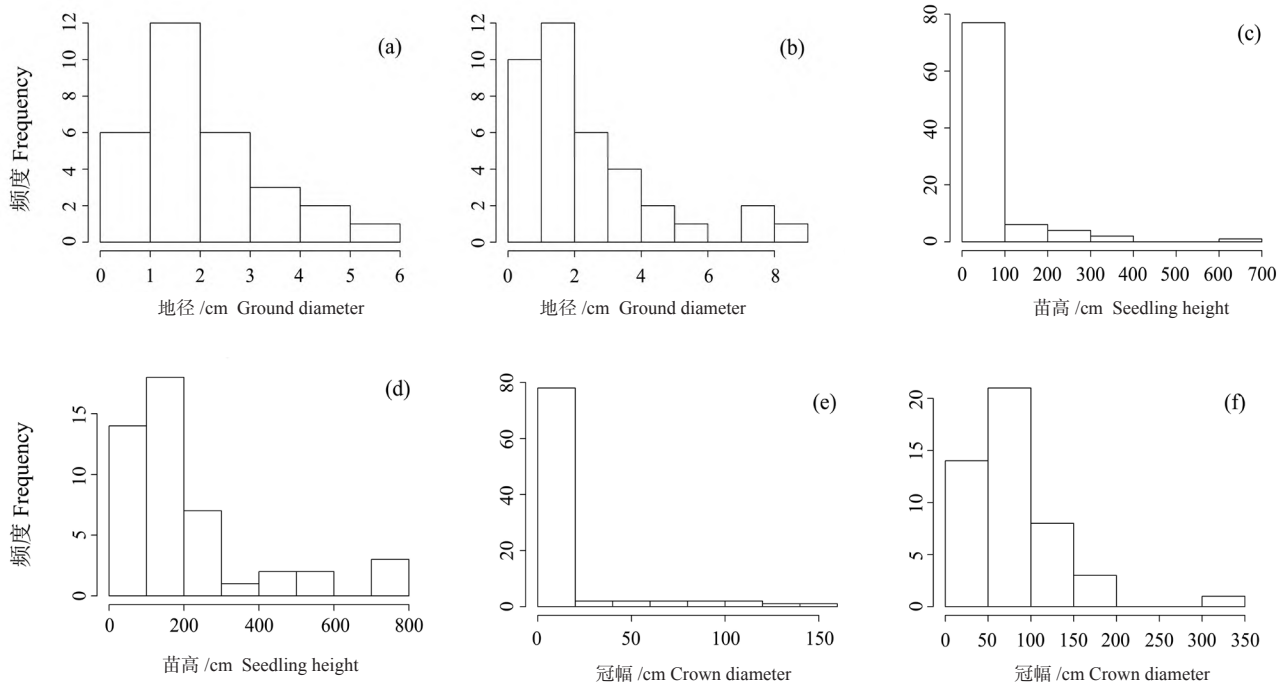 频度 Frequency
12
10
8
6
4
2
0
(a)
0 1 2 3 4 5 6
地径 /cm Ground diameter
12
10
8
6
4
2
0
(b)
0 2 4 6 8
地径 /cm Ground diameter
80
60
40
20
0
(c)
0 100 200 300 400 500 600 700
苗高 /cm Seedling height
频度 Frequency
15
10
5
0
(d)
0 200 400 600 800
苗高 /cm Seedling height
80
60
40
20
0
(e)
0 50 100 150
冠幅 /cm Crown diameter
20
15
10
5
0
(f)
0 50 100 150 200 250 300 350
冠幅 /cm Crown diameter